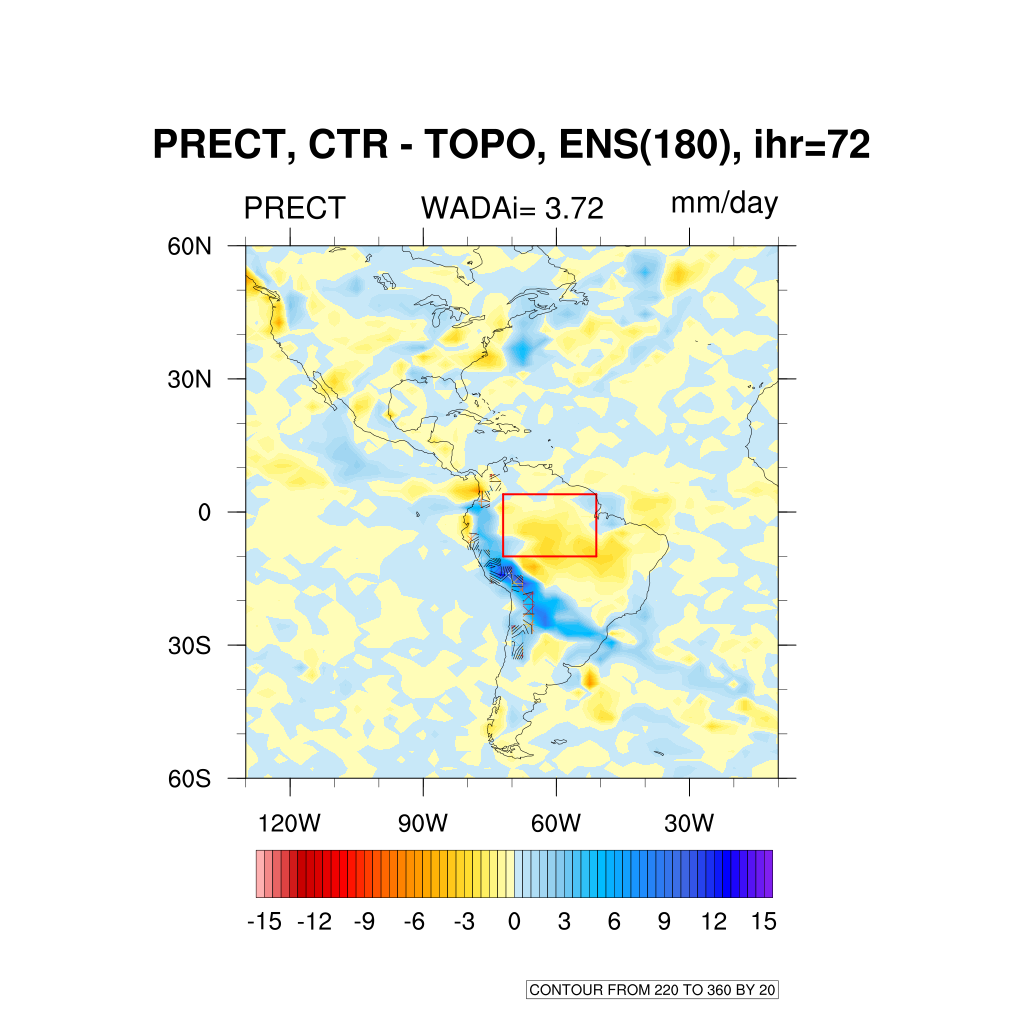 PRECT, CTR - TOPO, ENS(180), ihr=72
PRECT WADAi= 3.72 mm/day
60N
30N
0
30S
60S
120W 90W 60W 30W
-15 -12 -9 -6 -3 0 3 6 9 12 15
CONTOUR FROM 220 TO 360 BY 20